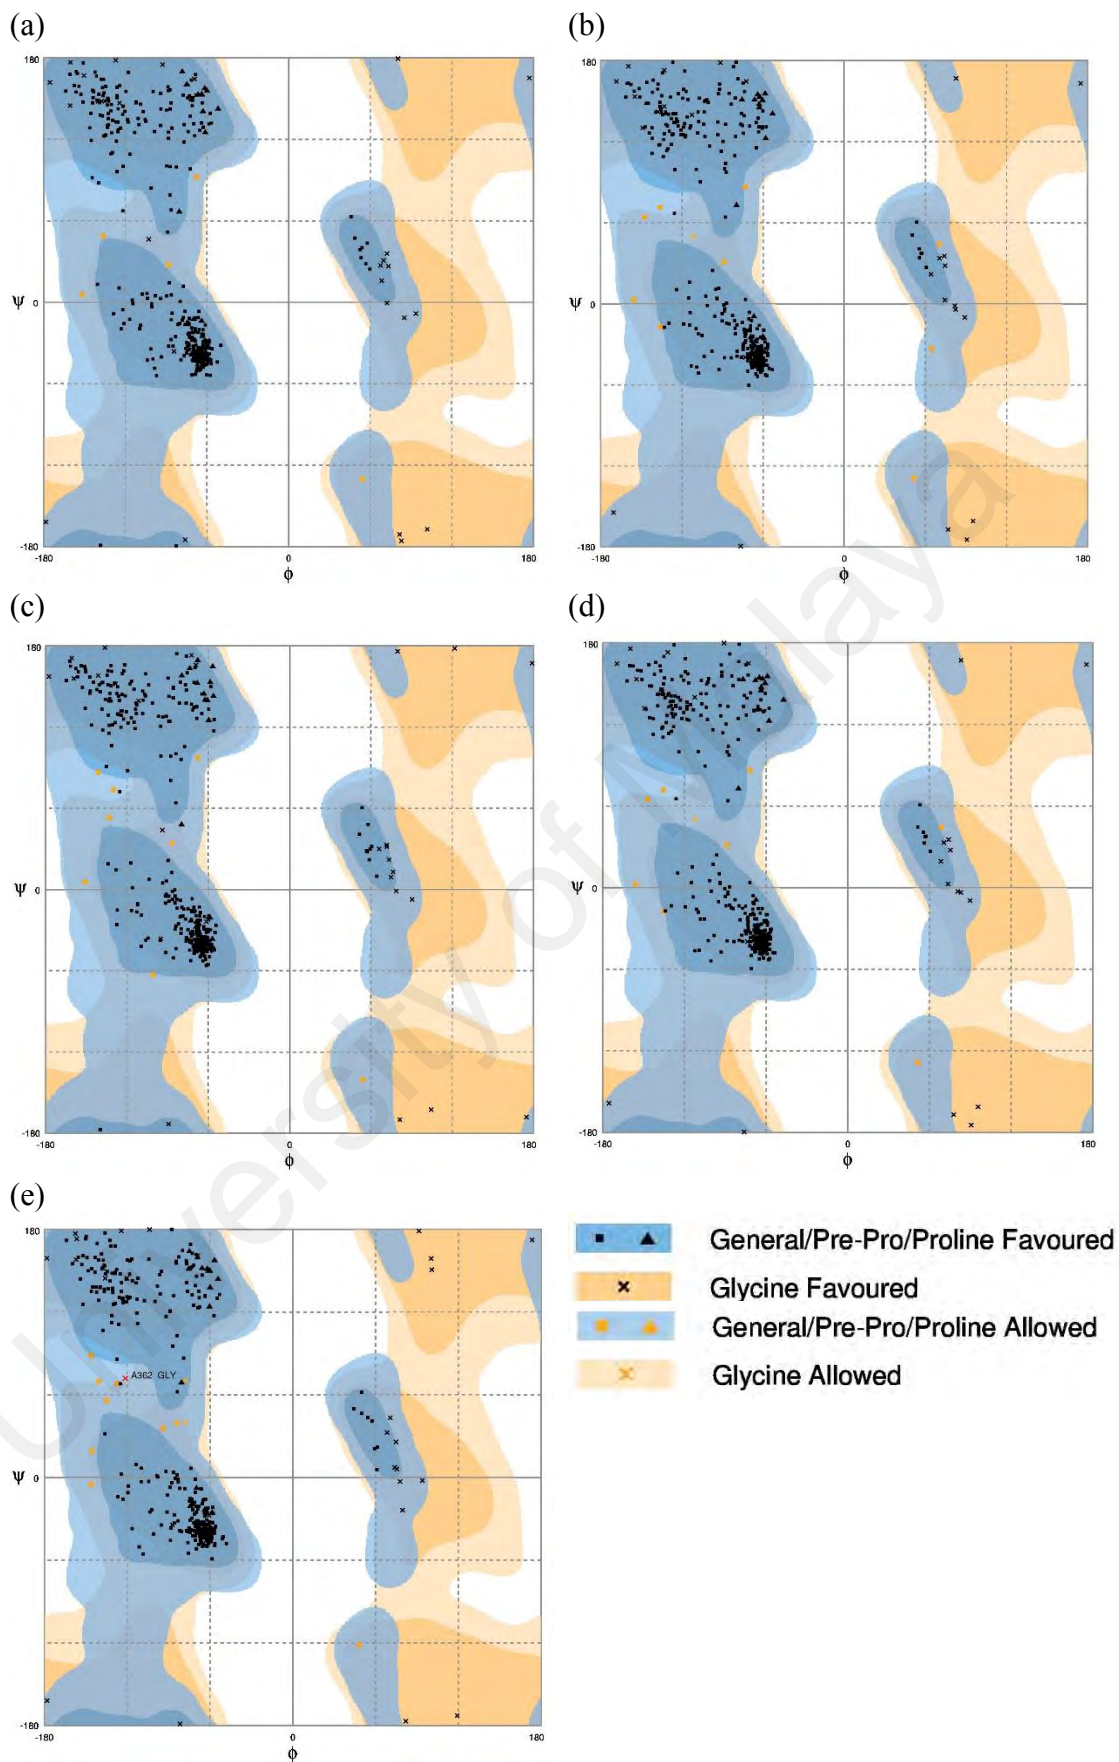 (a)
(b)
180
180
ψ 0
ψ 0
-180
-180
-180 0 180
-180 0 180
ϕ
ϕ
(c)
(d)
180
180
ψ 0
ψ 0
-180
-180
-180 0 180
-180 0 180
ϕ
ϕ
(e)
180
A362 GLY
ψ 0
-180
-180 0 180
ϕ
General/Pre-Pro/Proline Favoured
Glycine Favoured
General/Pre-Pro/Proline Allowed
Glycine Allowed
University of Malaya